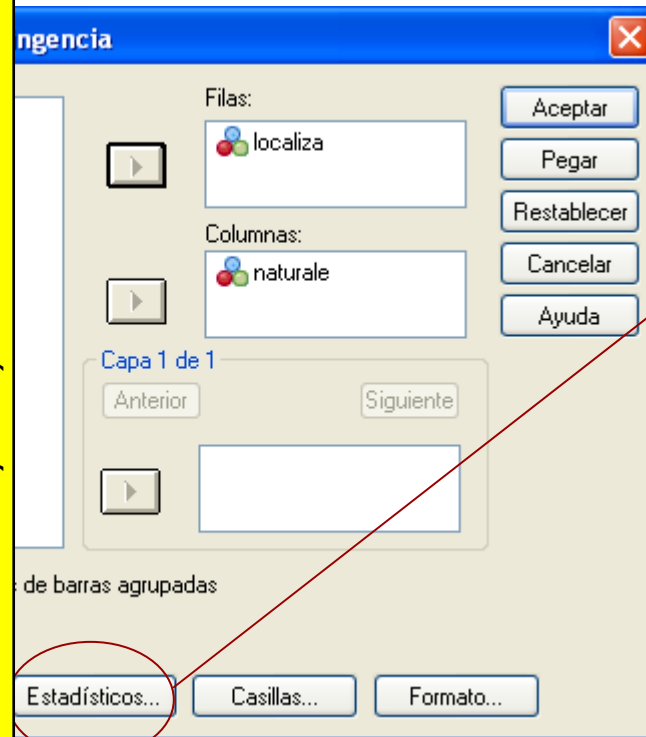 ngencia
Filas:
localiza
Columnas:
naturale
Aceptar
Pegar
Restablecer
Cancelar
Ayuda
Capa 1 de 1
Anterior
Siguiente
de barras agrupadas
Estadísticos...
Casillas...
Formato...